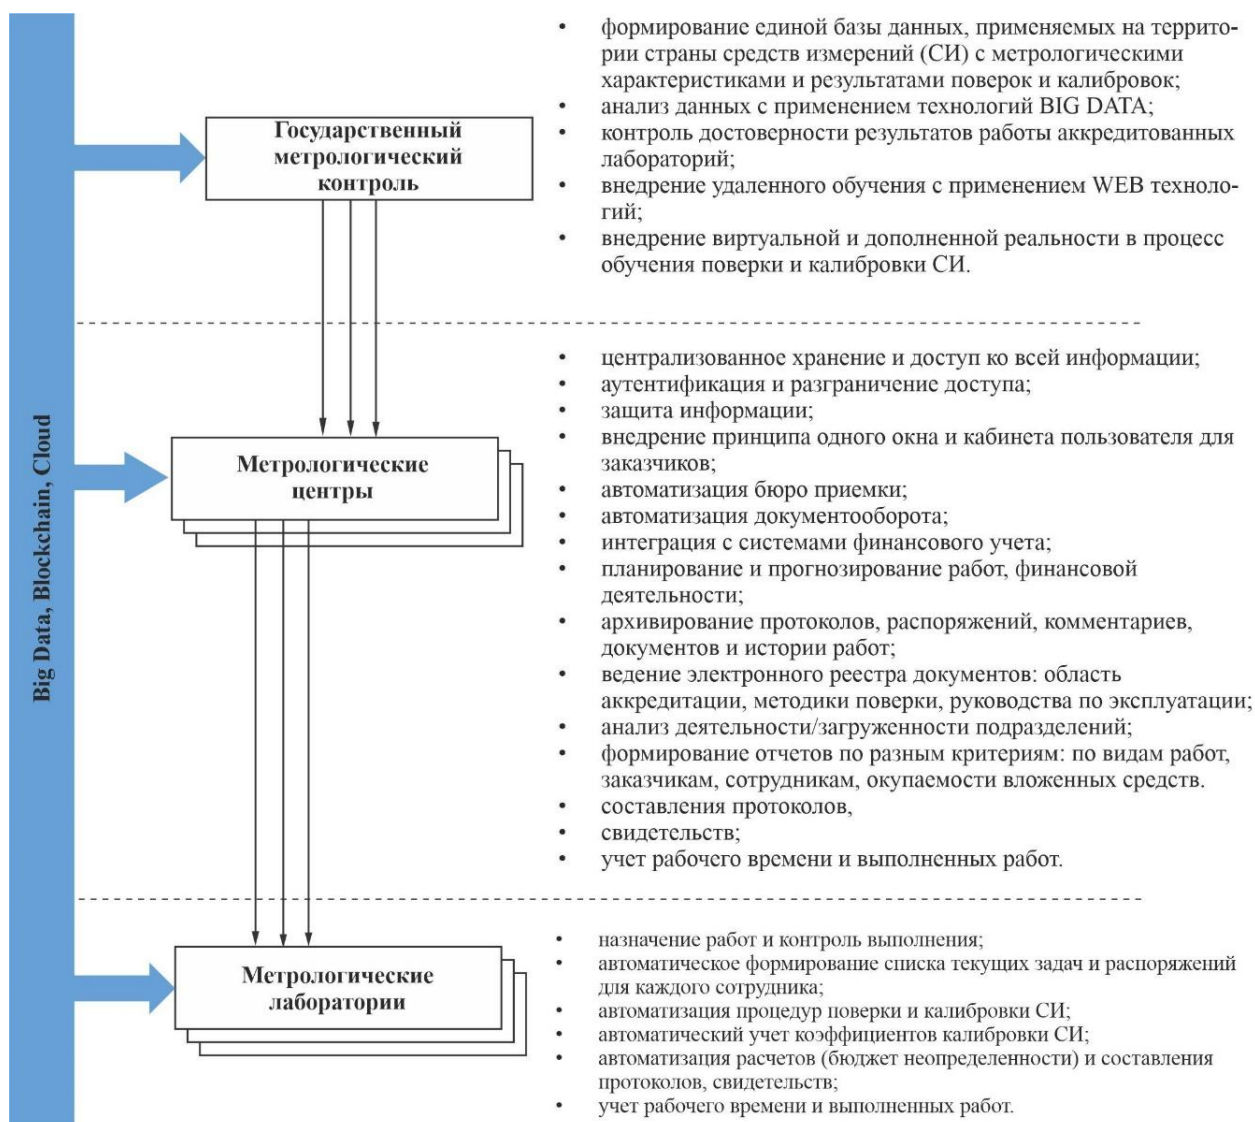 Big Data, Blockchain, Cloud
Государственный
метрологический
контроль
• формирование единой базы данных, применяемых на террито-
рии страны средств измерений (СИ) с метрологическими
характеристиками и результатами поверок и калибровок;
• анализ данных с применением технологий BIG DATA;
• контроль достоверности результатов работы аккредитованных
лабораторий;
• внедрение удаленного обучения с применением WEB техноло-
гий;
• внедрение виртуальной и дополненной реальности в процесс
обучения поверки и калибровки СИ.
Метрологические
центры
• централизованное хранение и доступ ко всей информации;
• аутентификация и разграничение доступа;
• защита информации;
• внедрение принципа одного окна и кабинета пользователя для
заказчиков;
• автоматизация бюро приемки;
• автоматизация документооборота;
• интеграция с системами финансового учета;
• планирование и прогнозирование работ, финансовой
деятельности;
• архивирование протоколов, распоряжений, комментариев,
документов и истории работ;
• ведение электронного реестра документов: область
аккредитации, методики поверки, руководства по эксплуатации;
• анализ деятельности/загруженности подразделений;
• формирование отчетов по разным критериям: по видам работ,
заказчикам, сотрудникам, окупаемости вложенных средств.
• составления протоколов,
• свидетельств;
• учет рабочего времени и выполненных работ.
Метрологические
лаборатории
• назначение работ и контроль выполнения;
• автоматическое формирование списка текущих задач и распоряжений
для каждого сотрудника;
• автоматизация процедур поверки и калибровки СИ;
• автоматический учет коэффициентов калибровки СИ;
• автоматизация расчетов (бюджет неопределенности) и составления
протоколов, свидетельств;
• учет рабочего времени и выполненных работ.